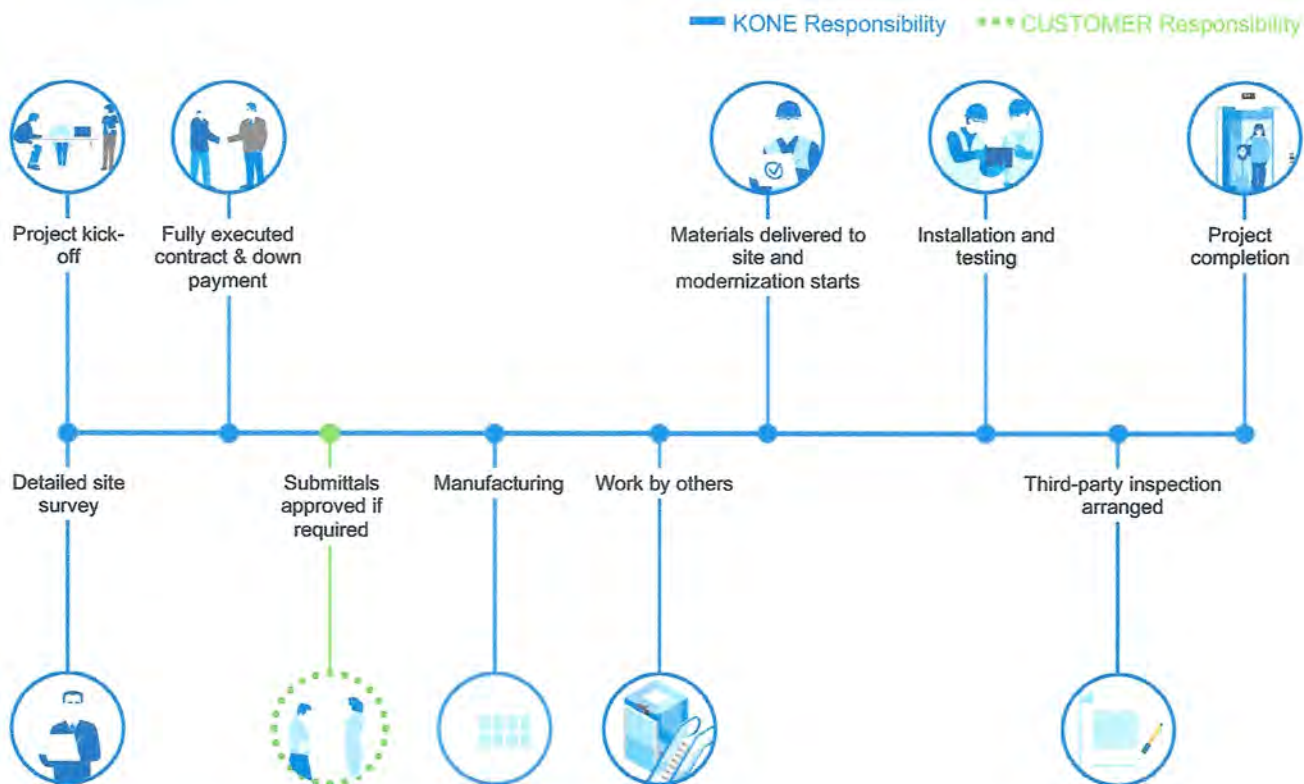 KONE Responsibility
CUSTOMER Responsibility
Project kick-
off
Fully executed
contract & down
payment
Materials delivered to
site and
modernization starts
Installation and
testing
Project
completion
Detailed site
survey
Submittals
approved if
required
Manufacturing
Work by others
Third-party inspection
arranged